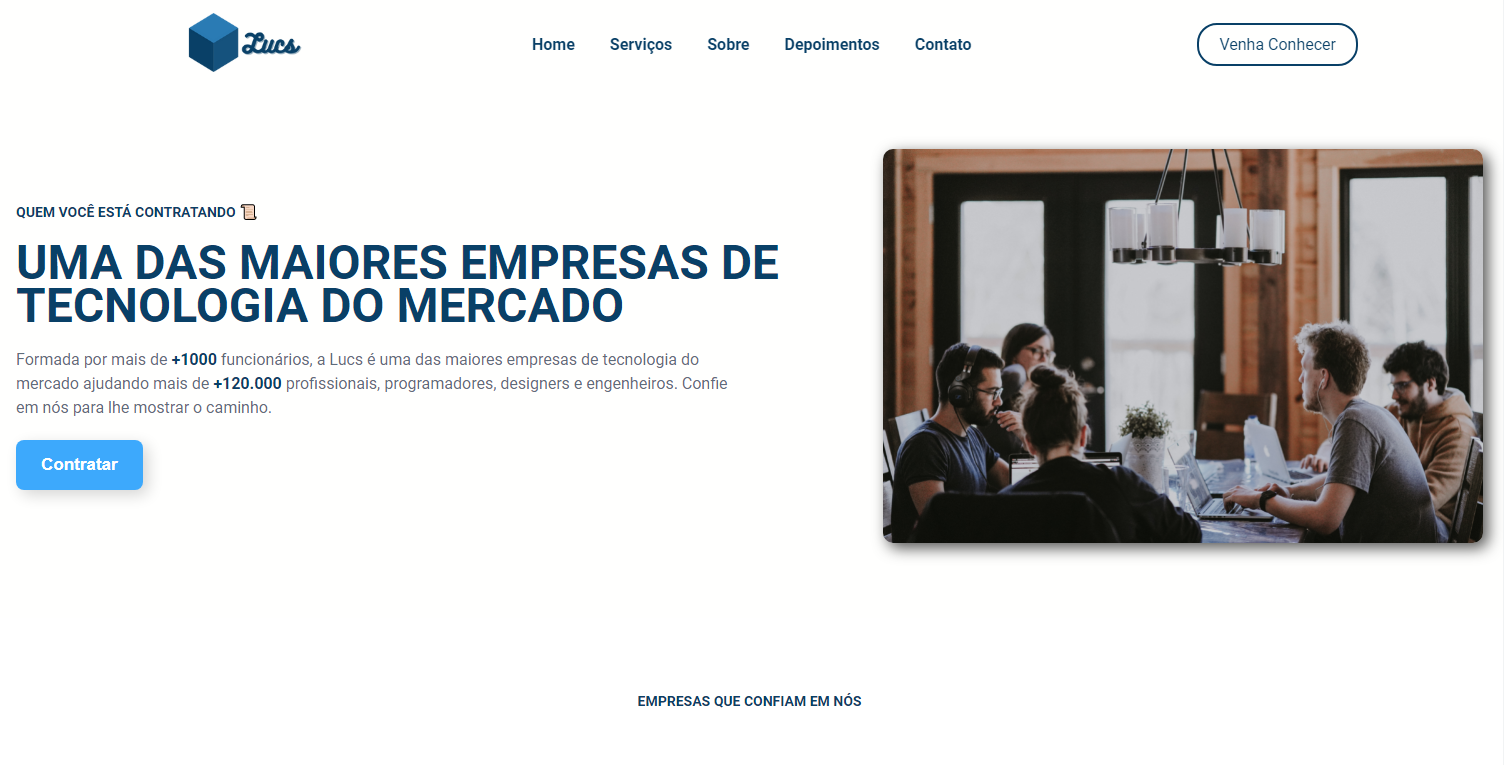 Lucs
Home Serviços Sobre Depoimentos Contato
Venha Conhecer
QUEM VOCÊ ESTÁ CONTRATANDO 📜
UMA DAS MAIORES EMPRESAS DE
TECNOLOGIA DO MERCADO
Formada por mais de +1000 funcionários, a Lucs é uma das maiores empresas de tecnologia do
mercado ajudando mais de +120.000 profissionais, programadores, designers e engenheiros. Confie
em nós para lhe mostrar o caminho.
Contratar
EMPRESAS QUE CONFIAM EM NÓS